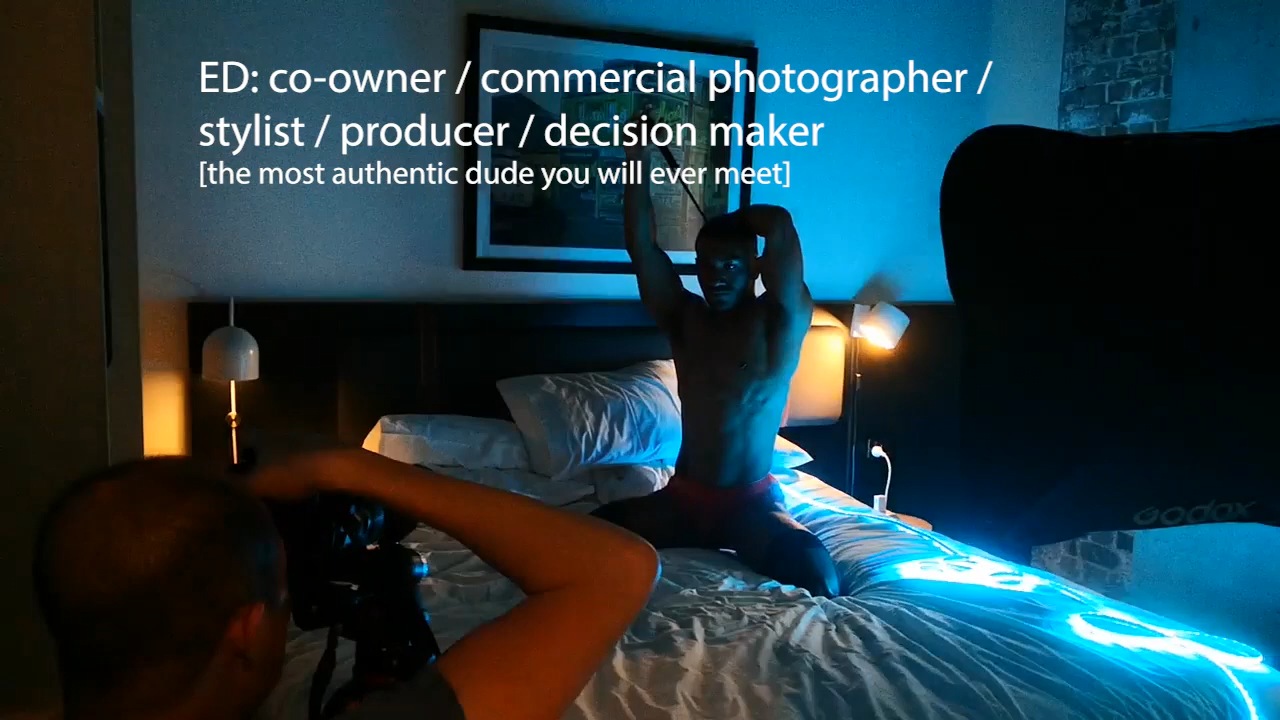 ED: co-owner / commercial photographer /
stylist / producer / decision maker
[the most authentic dude you will ever meet]
Godox